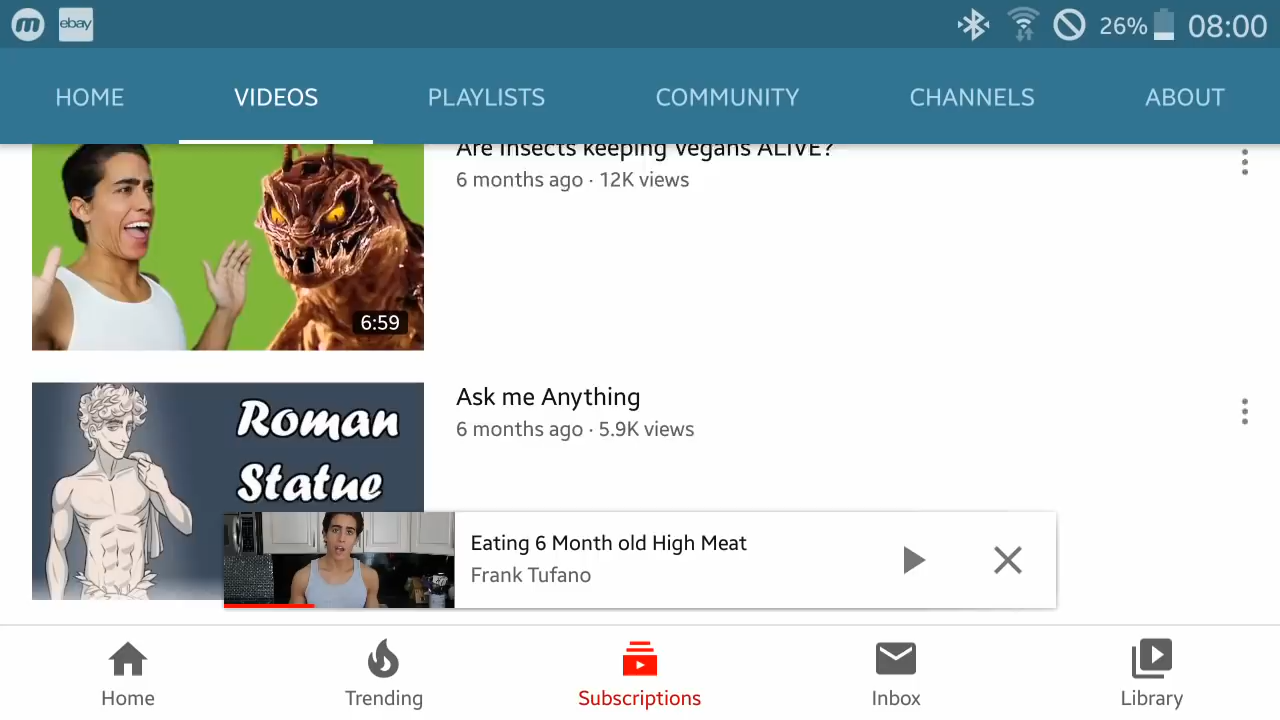 m ebay 26% 08:00
HOME VIDEOS PLAYLISTS COMMUNITY CHANNELS ABOUT
Are Insects keeping Vegans ALIVE?
6 months ago · 12K views
6:59
Roman
Statue
Ask me Anything
6 months ago · 5.9K views
Eating 6 Month old High Meat
Frank Tufano
Home Trending Subscriptions Inbox Library